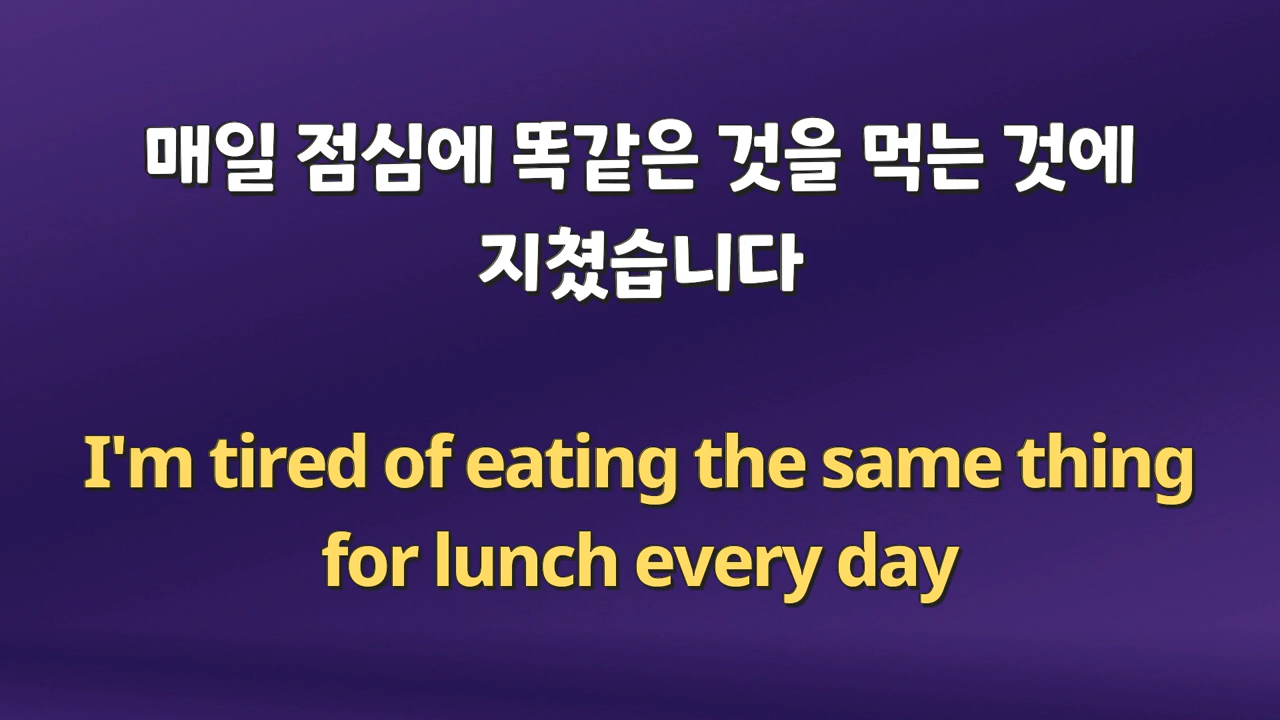 매일 점심에 똑같은 것을 먹는 것에
지쳤습니다
I'm tired of eating the same thing
for lunch every day